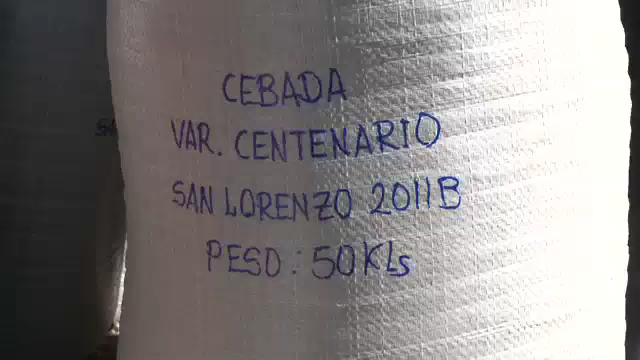 CEBADA
VAR. CENTENARIO
SAN LORENZO 2011B
PESO: 50KLs